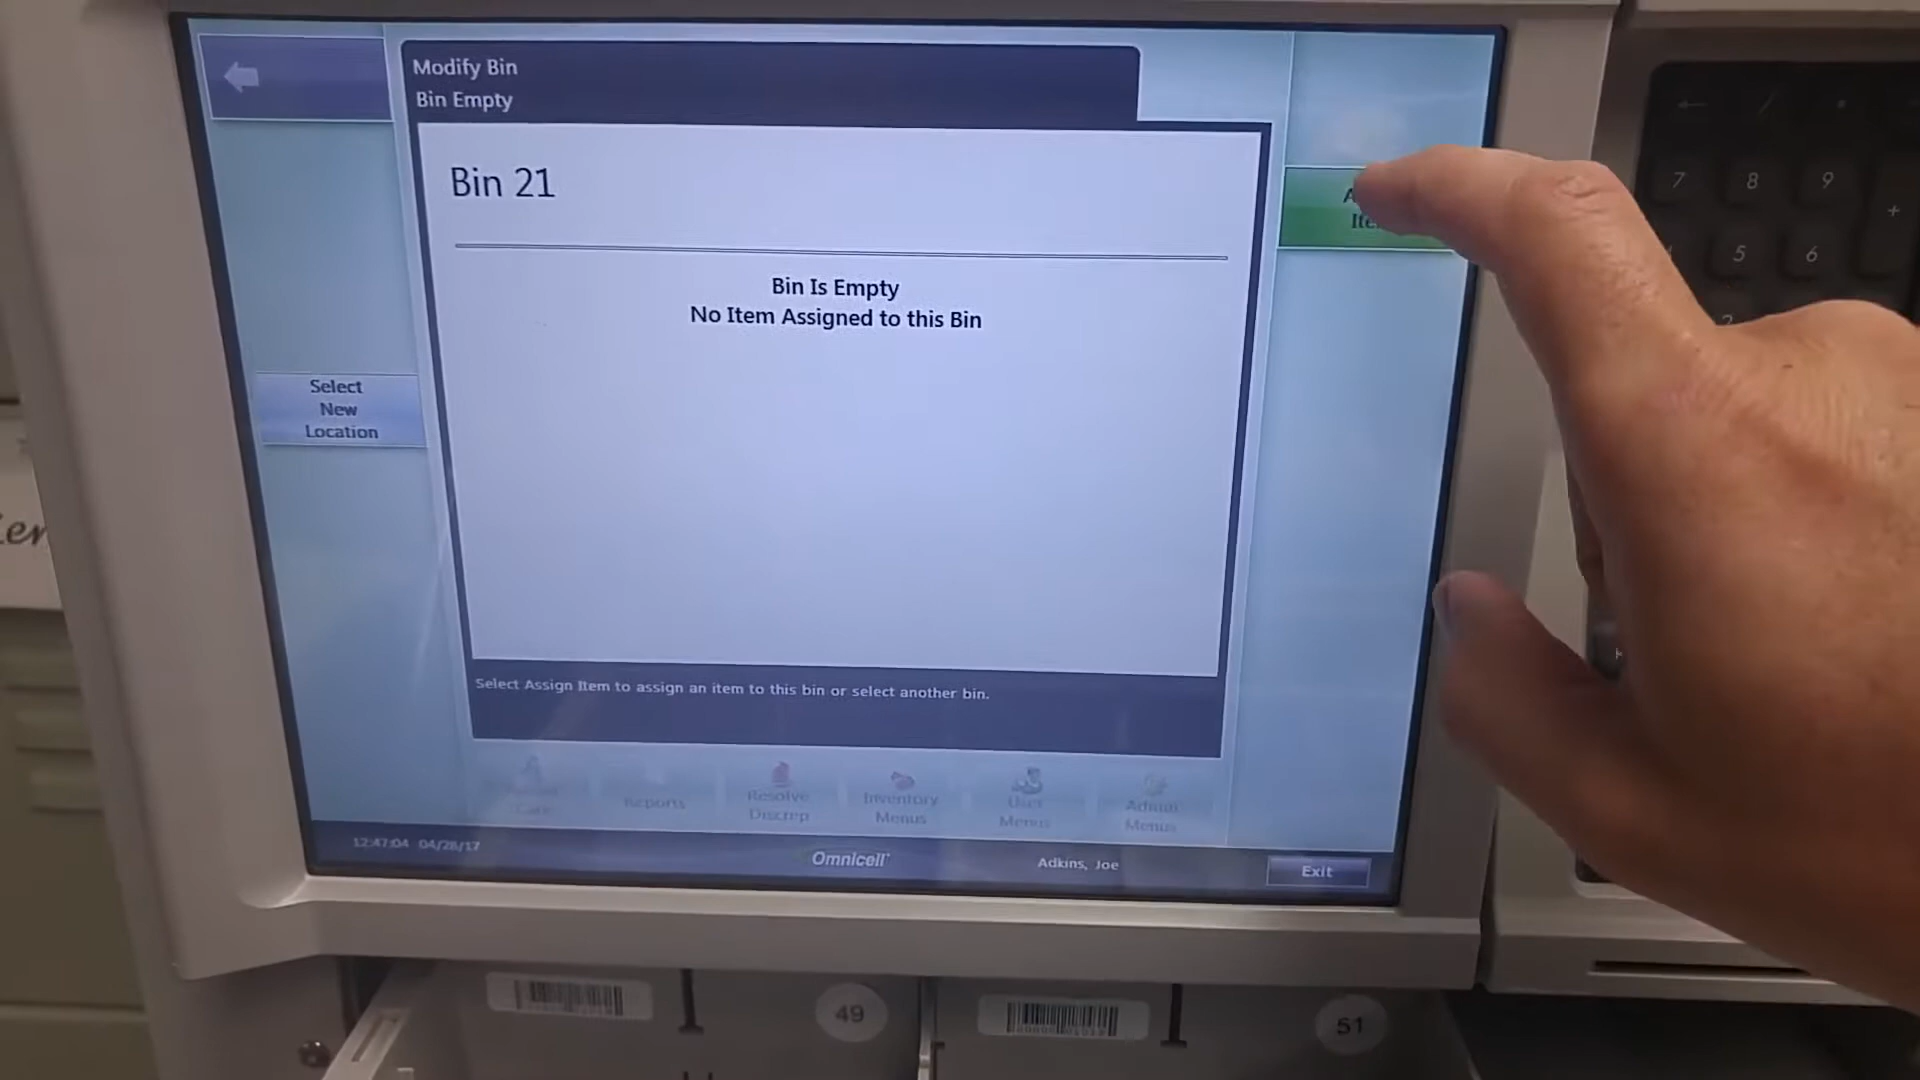 Modify Bin
Bin Empty
Bin 21
Bin Is Empty
No Item Assigned to this Bin
Select
New
Location
Select Assign Item to assign an item to this bin or select another bin.
Reports
Resolve
Discrep
Inventory
Menus
User
Menus
Admin
Menus
12:47:04 04/28/17
Omnicell
Adkins, Joe
Exit
7
8
9
+
5
6
49
51